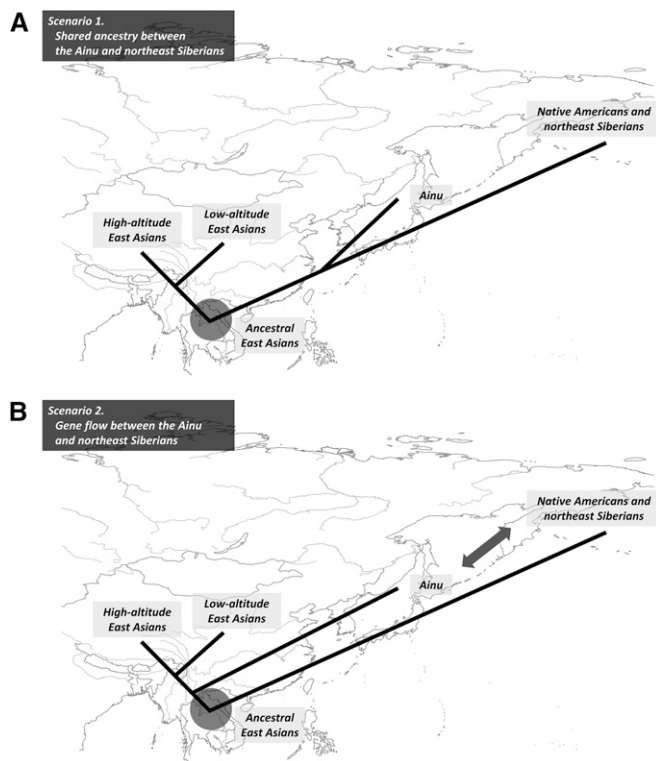 A
Scenario 1.
Shared ancestry between
the Ainu and northeast Siberians
Native Americans and
northeast Siberians
Ainu
High-altitude
East Asians
Low-altitude
East Asians
Ancestral
East Asians
B
Scenario 2.
Gene flow between the Ainu
and northeast Siberians
Native Americans and
northeast Siberians
Ainu
High-altitude
East Asians
Low-altitude
East Asians
Ancestral
East Asians